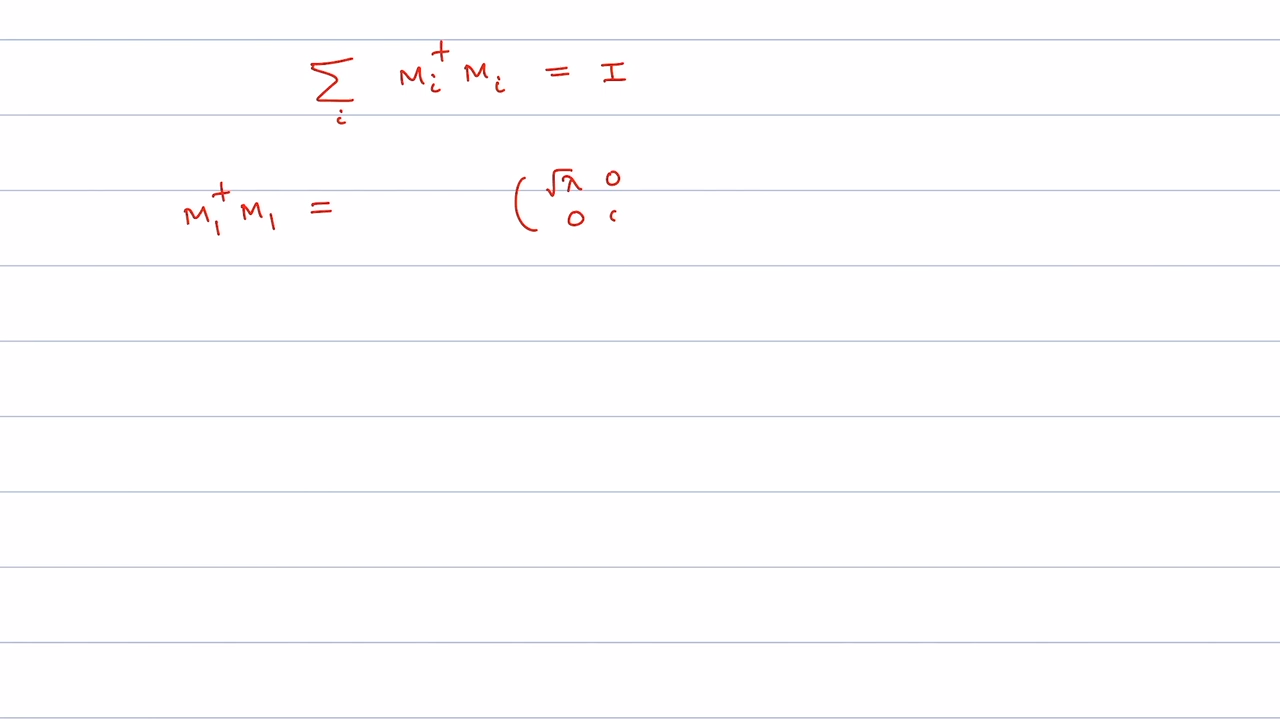 ∑ᵢ Mᵢ† Mᵢ = I
M₁† M₁ = ( √λ 0
0